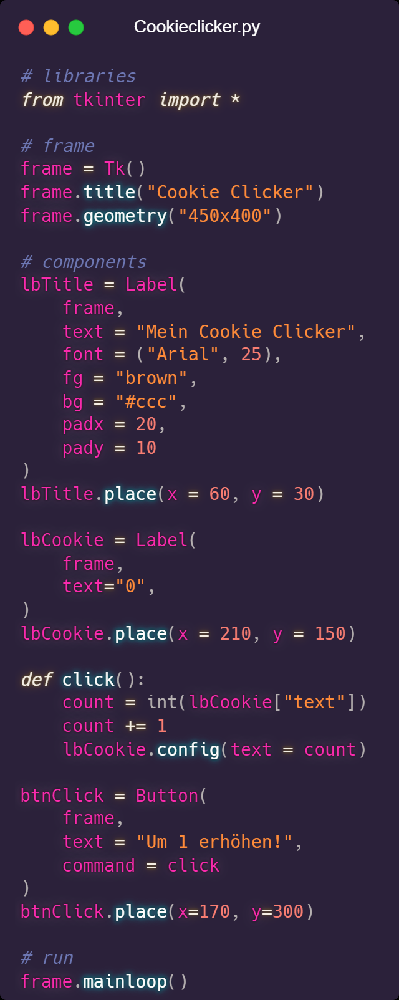 Cookieclicker.py
# libraries
from tkinter import *
# frame
frame = Tk()
frame.title("Cookie Clicker")
frame.geometry("450x400")
# components
lbTitle = Label(
    frame,
    text = "Mein Cookie Clicker",
    font = ("Arial", 25),
    fg = "brown",
    bg = "#ccc",
    padx = 20,
    pady = 10
)
lbTitle.place(x = 60, y = 30)
lbCookie = Label(
    frame,
    text="0",
)
lbCookie.place(x = 210, y = 150)
def click():
    count = int(lbCookie["text"])
    count += 1
    lbCookie.config(text = count)
btnClick = Button(
    frame,
    text = "Um 1 erhöhen!",
    command = click
)
btnClick.place(x=170, y=300)
# run
frame.mainloop()